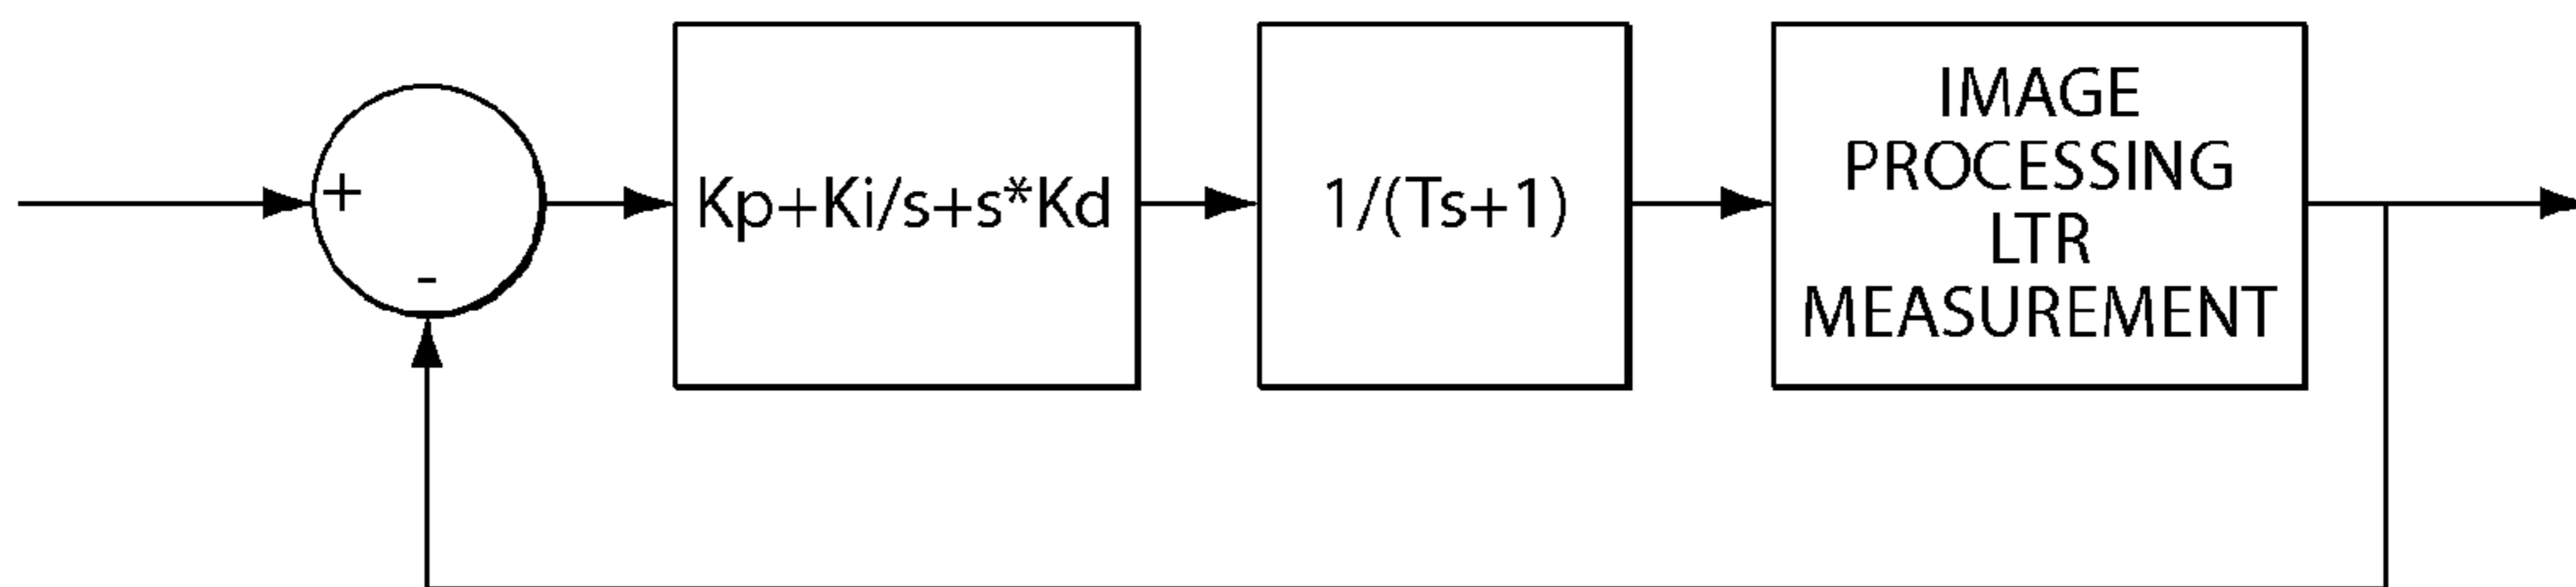 +
-
Kp+Ki/s+s*Kd
1/(Ts+1)
IMAGE
PROCESSING
LTR
MEASUREMENT